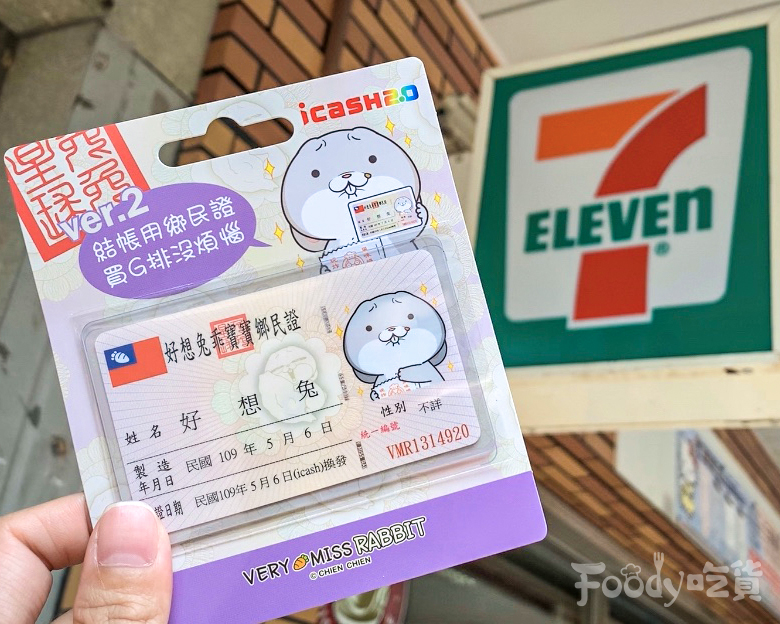 icash2.0
ver.2
結帳用鄉民證
買G排沒煩惱
7
ELEVEn
®
好想兔乖寶寶鄉民證
姓名 好想兔
性別 不詳
統一編號
VMR1314920
製造年月日 民國 109 年 5 月 6 日
證日期 民國109年5月6日(icash)換發
VERY MISS RABBIT
© CHIEN CHIEN
Foody吃貨